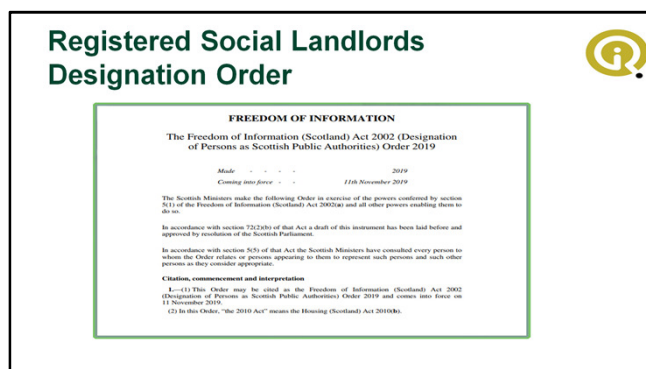 Registered Social Landlords
Designation Order
FREEDOM OF INFORMATION
The Freedom of Information (Scotland) Act 2002 (Designation
of Persons as Scottish Public Authorities) Order 2019
Made - - - - 2019
Coming into force - - 11th November 2019
The Scottish Ministers make the following Order in exercise of the powers conferred by section
5(1) of the Freedom of Information (Scotland) Act 2002(a) and all other powers enabling them to
do so.
In accordance with section 72(2)(b) of that Act a draft of this instrument has been laid before and
approved by resolution of the Scottish Parliament.
In accordance with section 5(5) of that Act the Scottish Ministers have consulted every person to
whom the Order relates or persons appearing to them to represent such persons and such other
persons as they consider appropriate.
Citation, commencement and interpretation
1.—(1) This Order may be cited as the Freedom of Information (Scotland) Act 2002
(Designation of Persons as Scottish Public Authorities) Order 2019 and comes into force on
11 November 2019.
(2) In this Order, "the 2010 Act" means the Housing (Scotland) Act 2010(b).